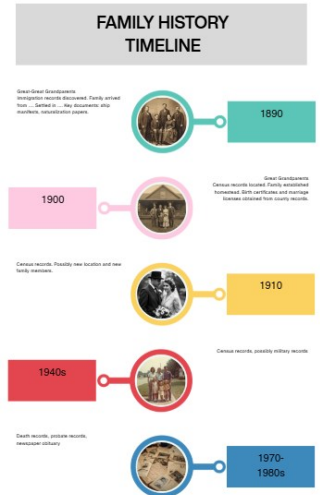 FAMILY HISTORY
TIMELINE
Great-Great Grandparents
Immigration records discovered. Family arrived
from ... Settled in ... Key documents: ship
manifests, naturalization papers.
1890
Great Grandparents
Census records located. Family established
homestead. Birth certificates and marriage
licenses obtained from county records.
1900
Census records. Possibly new location and new
family members.
1910
Census records, possibly military records
1940s
Death records, probate records,
newspaper obituary
1970-
1980s